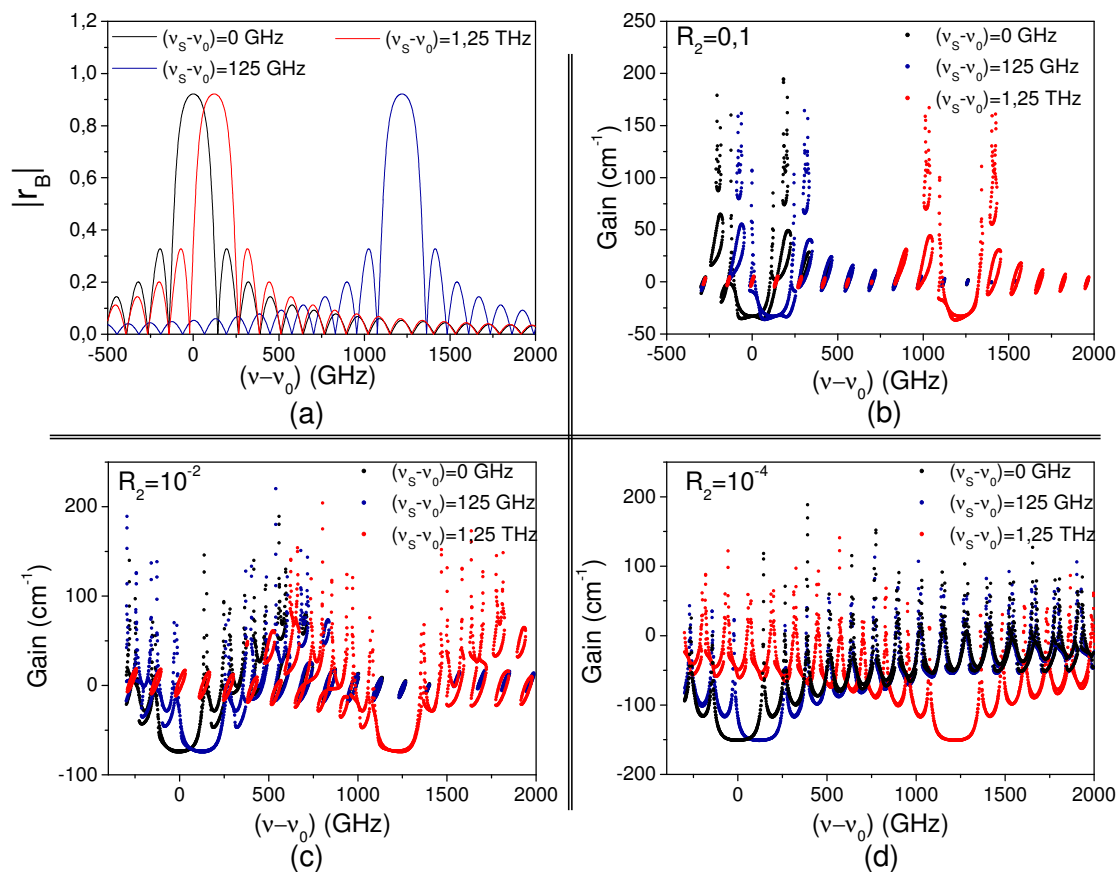 1,2
1,0
0,8
0,6
0,4
0,2
0,0
|r_B|
(ν_S-ν_0)=0 GHz
(ν_S-ν_0)=1,25 THz
(ν_S-ν_0)=125 GHz
-500 0 500 1000 1500 2000
(ν−ν_0) (GHz)
(a)
250
200
150
100
50
0
-50
Gain (cm⁻¹)
R_2=0,1
(ν_S-ν_0)=0 GHz
(ν_S-ν_0)=125 GHz
(ν_S-ν_0)=1,25 THz
-500 0 500 1000 1500 2000
(ν−ν_0) (GHz)
(b)
200
100
0
-100
Gain (cm⁻¹)
R_2=10⁻²
(ν_S-ν_0)=0 GHz
(ν_S-ν_0)=125 GHz
(ν_S-ν_0)=1,25 THz
0 500 1000 1500 2000
(ν−ν_0) (GHz)
(c)
200
100
0
-100
-200
Gain (cm⁻¹)
R_2=10⁻⁴
(ν_S-ν_0)=0 GHz
(ν_S-ν_0)=125 GHz
(ν_S-ν_0)=1,25 THz
0 500 1000 1500 2000
(ν−ν_0) (GHz)
(d)